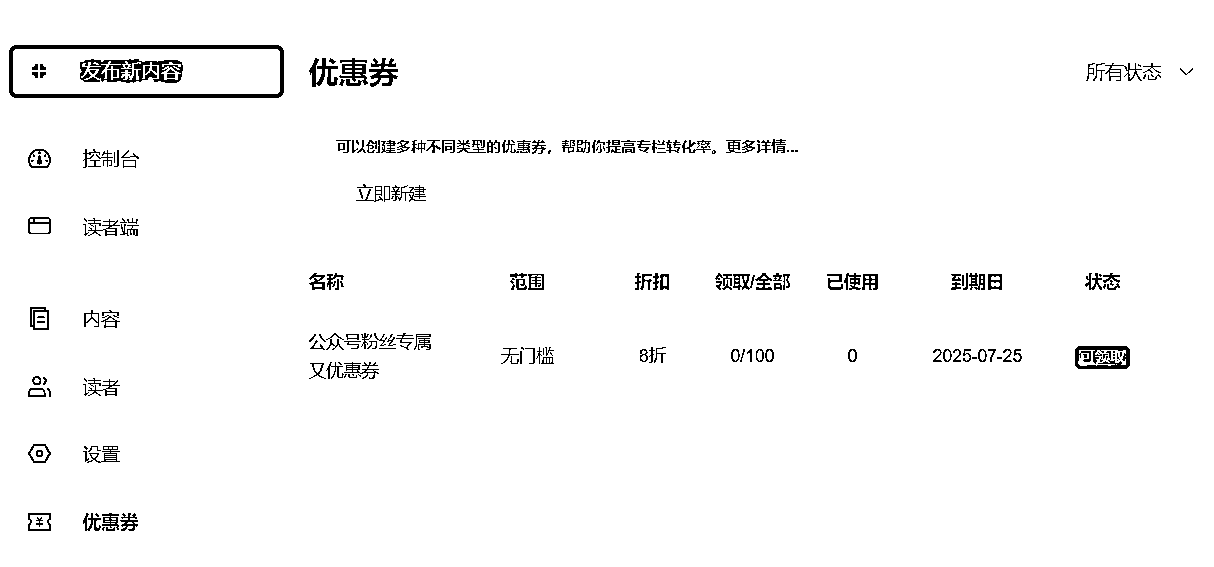 发布新内容
控制台
读者端
内容
读者
设置
优惠券
优惠券
所有状态
可以创建多种不同类型的优惠券，帮助你提高专栏转化率。更多详情...
立即新建
名称 范围 折扣 领取/全部 已使用 到期日 状态
公众号粉丝专属
又优惠券 无门槛 8折 0/100 0 2025-07-25 可领取